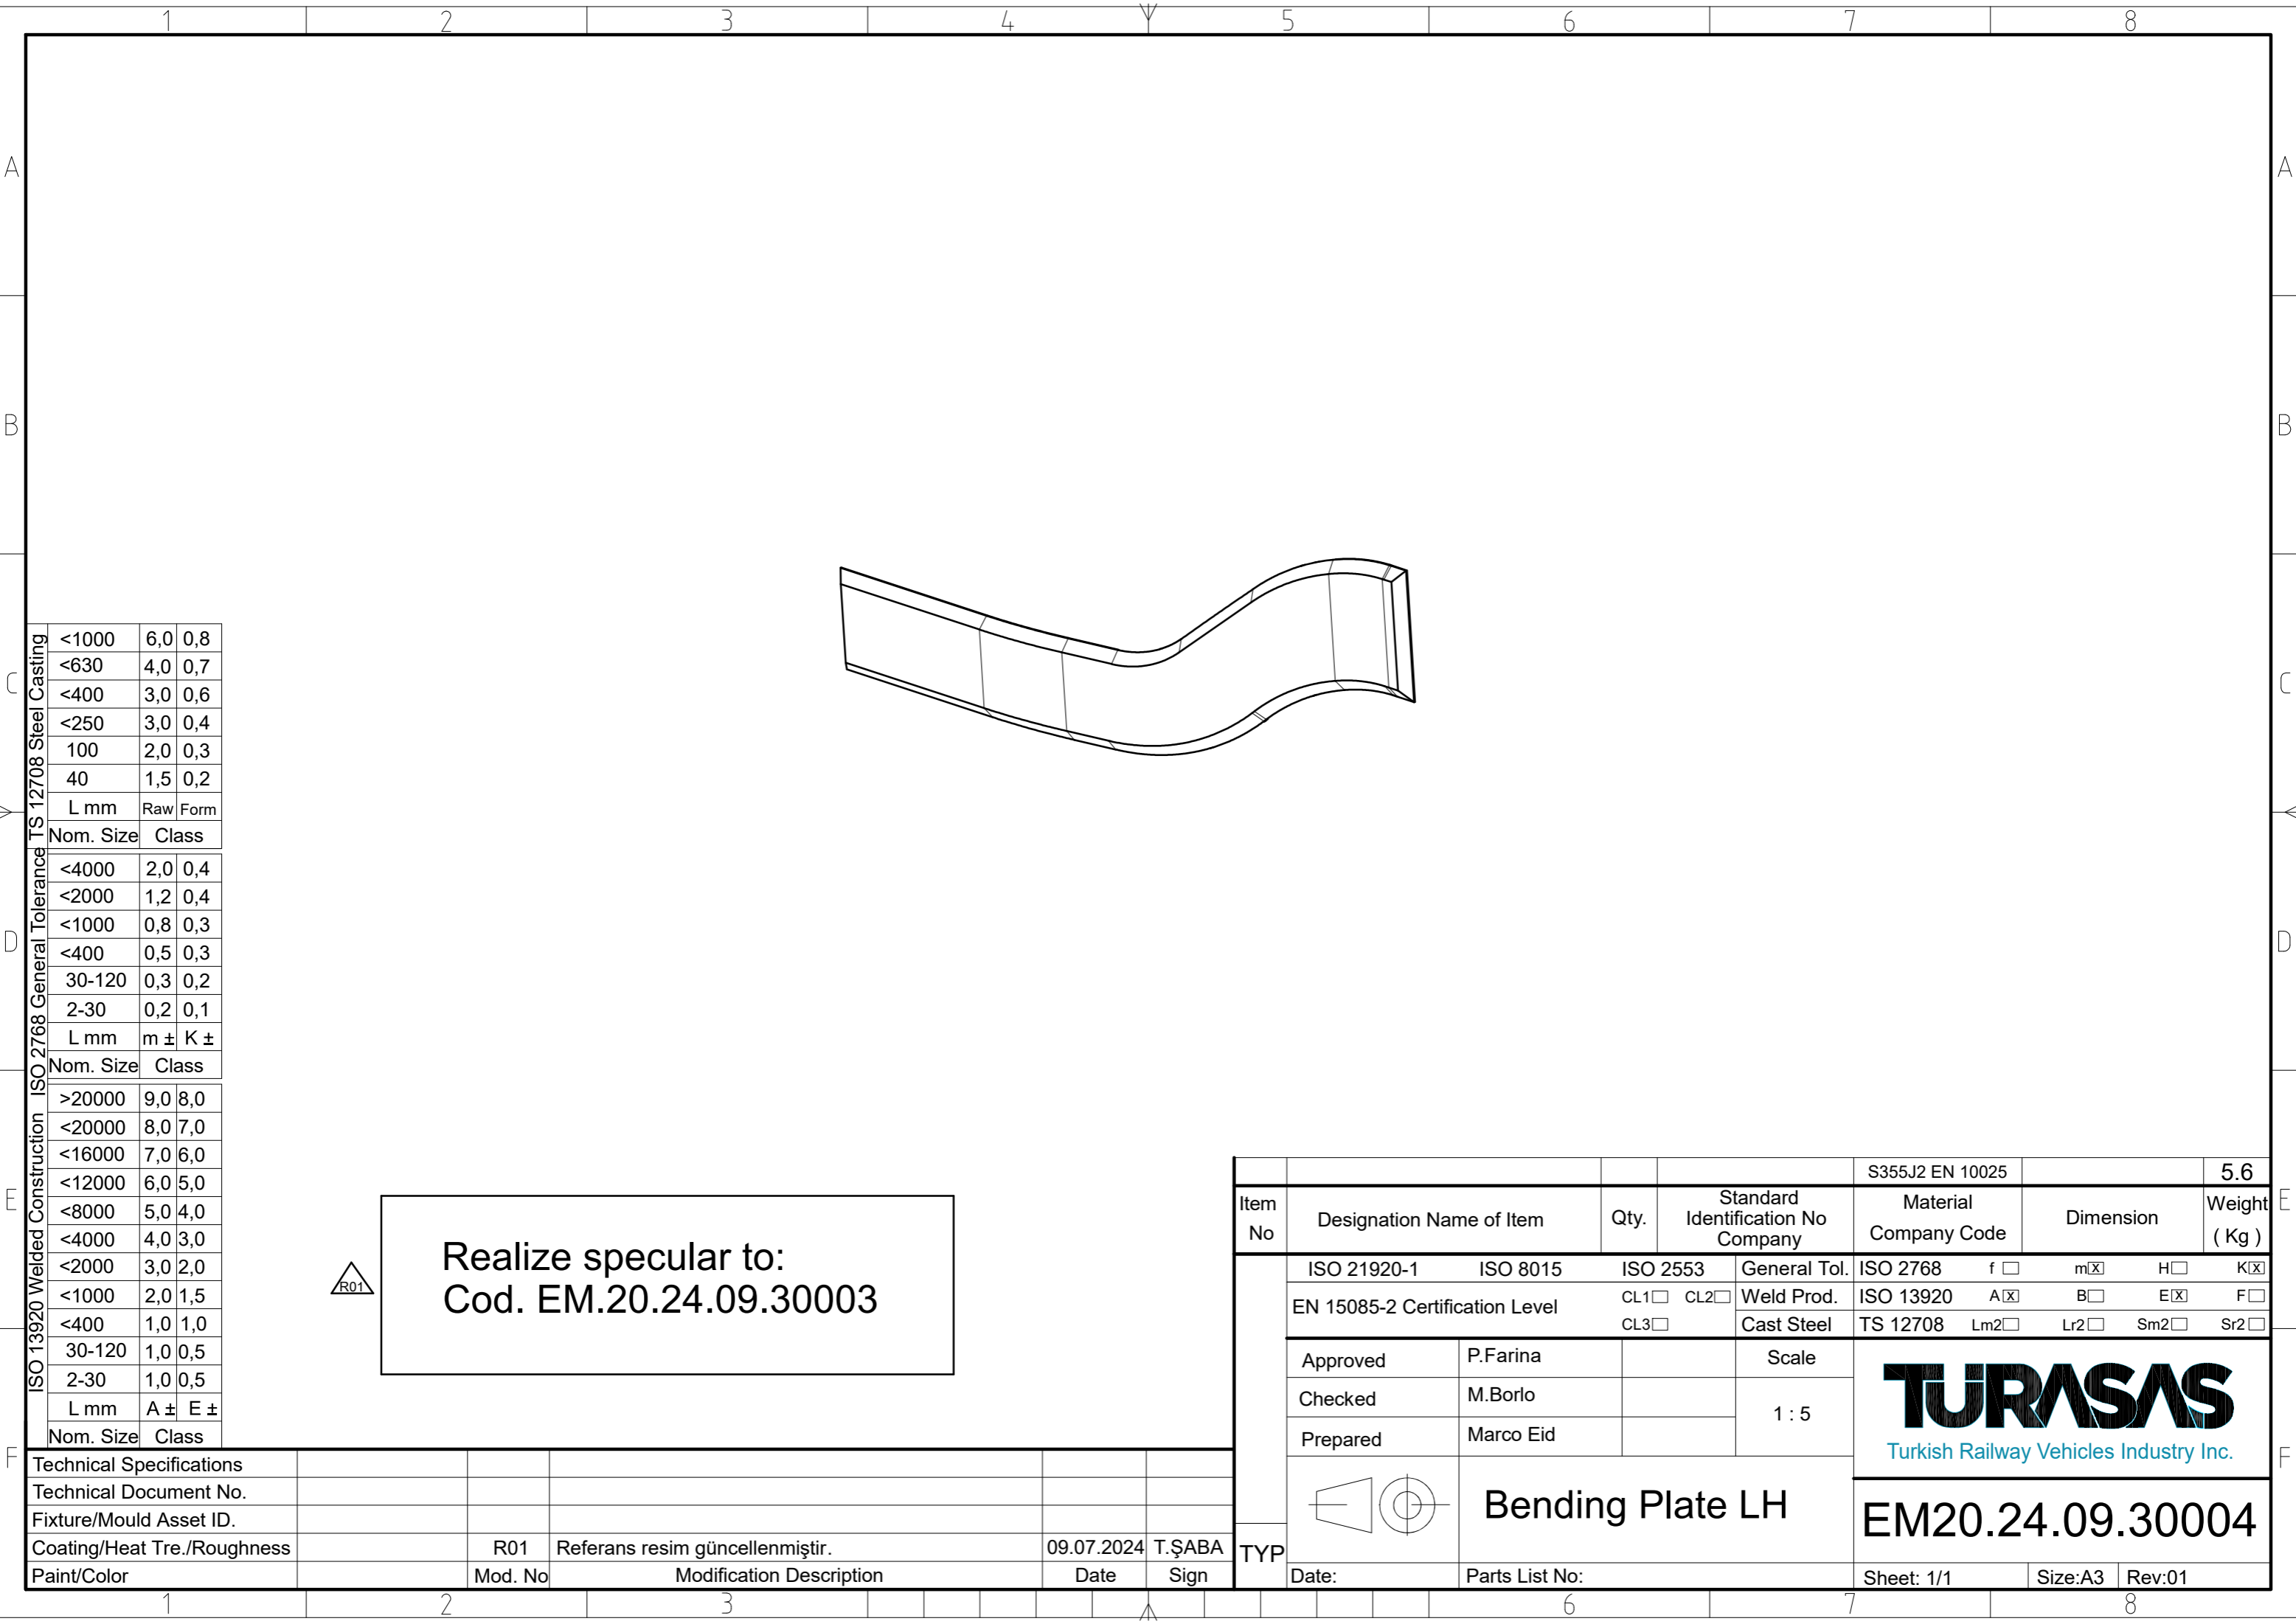 1 2 3 4 5 6 7 8
A A
B B
C C
D D
E E
F F
TS 12708 Steel Casting
<1000 6,0 0,8
<630 4,0 0,7
<400 3,0 0,6
<250 3,0 0,4
100 2,0 0,3
40 1,5 0,2
L mm Raw Form
Nom. Size Class
ISO 2768 General Tolerance
<4000 2,0 0,4
<2000 1,2 0,4
<1000 0,8 0,3
<400 0,5 0,3
30-120 0,3 0,2
2-30 0,2 0,1
L mm m ± K ±
Nom. Size Class
ISO 13920 Welded Construction
>20000 9,0 8,0
<20000 8,0 7,0
<16000 7,0 6,0
<12000 6,0 5,0
<8000 5,0 4,0
<4000 4,0 3,0
<2000 3,0 2,0
<1000 2,0 1,5
<400 1,0 1,0
30-120 1,0 0,5
2-30 1,0 0,5
L mm A ± E ±
Nom. Size Class
R01
Realize specular to:
Cod. EM.20.24.09.30003
S355J2 EN 10025 5.6
Item No Designation Name of Item Qty. Standard Identification No Company Material Company Code Dimension Weight ( Kg )
ISO 21920-1 ISO 8015 ISO 2553 General Tol. ISO 2768 f m X H K X
EN 15085-2 Certification Level CL1 CL2 Weld Prod. ISO 13920 A X B E X F
CL3 Cast Steel TS 12708 Lm2 Lr2 Sm2 Sr2
Approved P.Farina Scale
Checked M.Borlo 1 : 5
Prepared Marco Eid
TURASAS
Turkish Railway Vehicles Industry Inc.
Bending Plate LH
EM20.24.09.30004
TYP
Date: Parts List No: Sheet: 1/1 Size:A3 Rev:01
Technical Specifications
Technical Document No.
Fixture/Mould Asset ID.
Coating/Heat Tre./Roughness R01 Referans resim güncellenmiştir. 09.07.2024 T.ŞABA
Paint/Color Mod. No Modification Description Date Sign
1 2 3 6 7 8